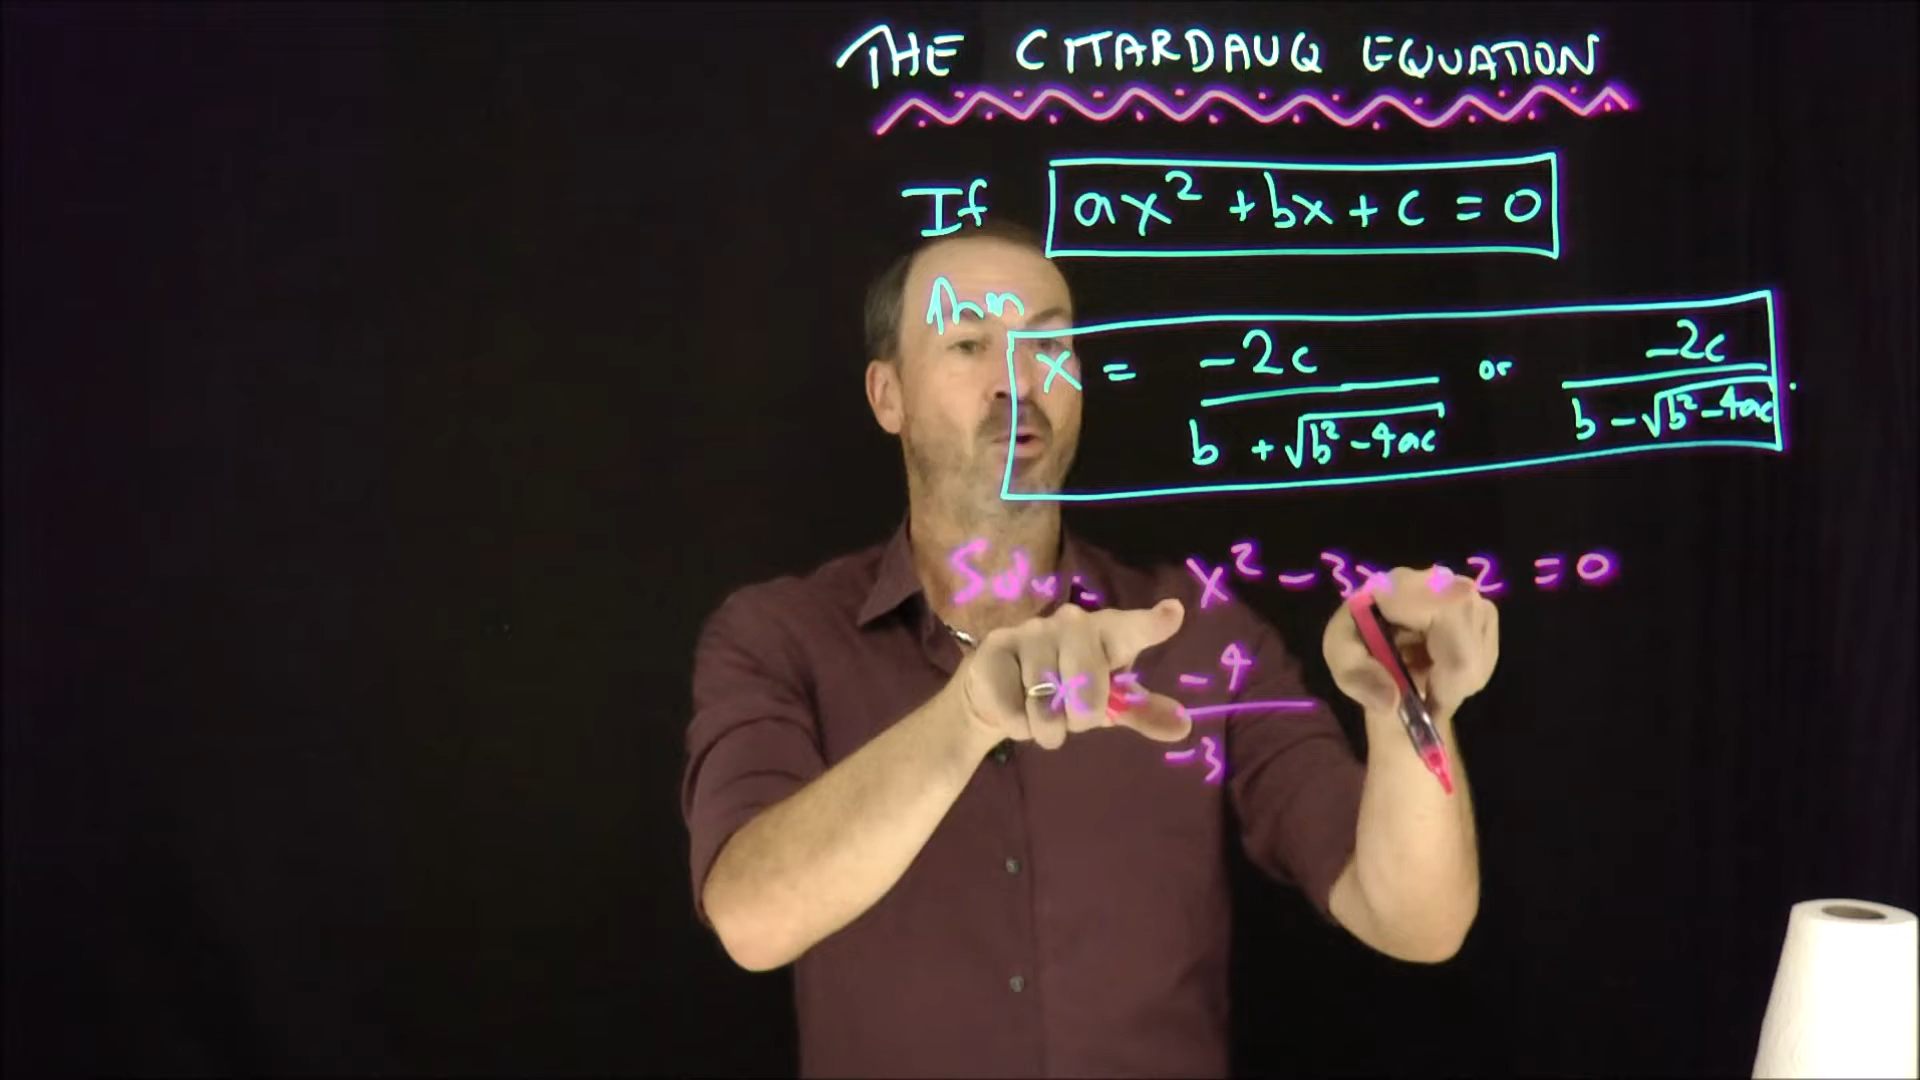 THE CITARDAUQ EQUATION
If ax² + bx + c = 0
Then
x = -2c / b + √b² - 4ac or -2c / b - √b² - 4ac .
Solve: x² - 3x + 2 = 0
x = -4 / -3